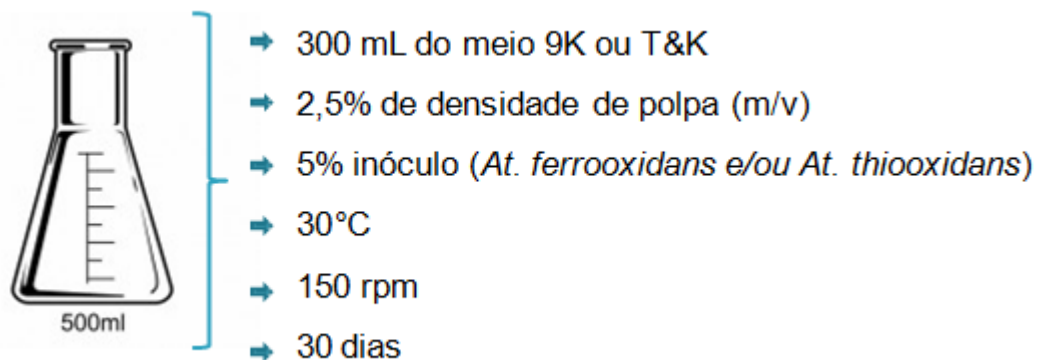 300 mL do meio 9K ou T&K
2,5% de densidade de polpa (m/v)
5% inóculo (At. ferrooxidans e/ou At. thiooxidans)
30°C
150 rpm
500ml
30 dias